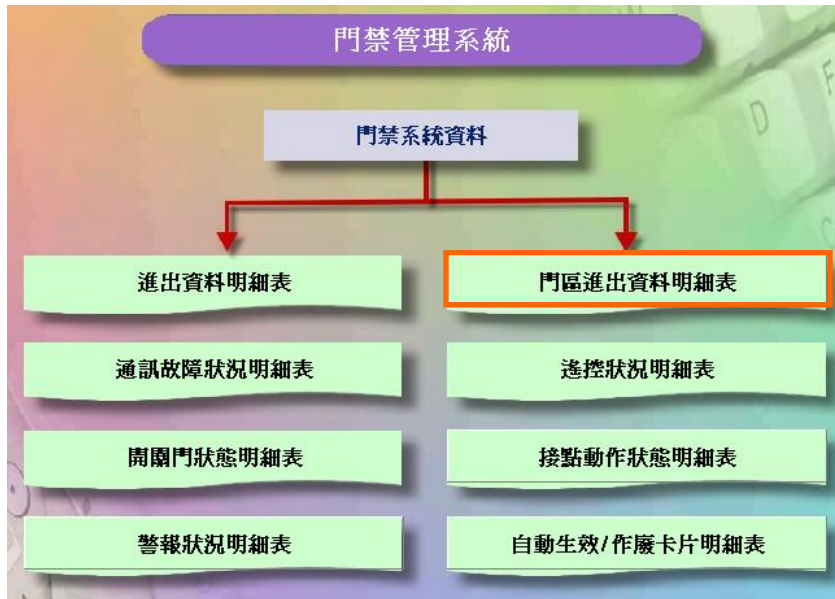 門禁管理系統
門禁系統資料
進出資料明細表
門區進出資料明細表
通訊故障狀況明細表
遙控狀況明細表
開關門狀態明細表
接點動作狀態明細表
警報狀況明細表
自動生效/作廢卡片明細表